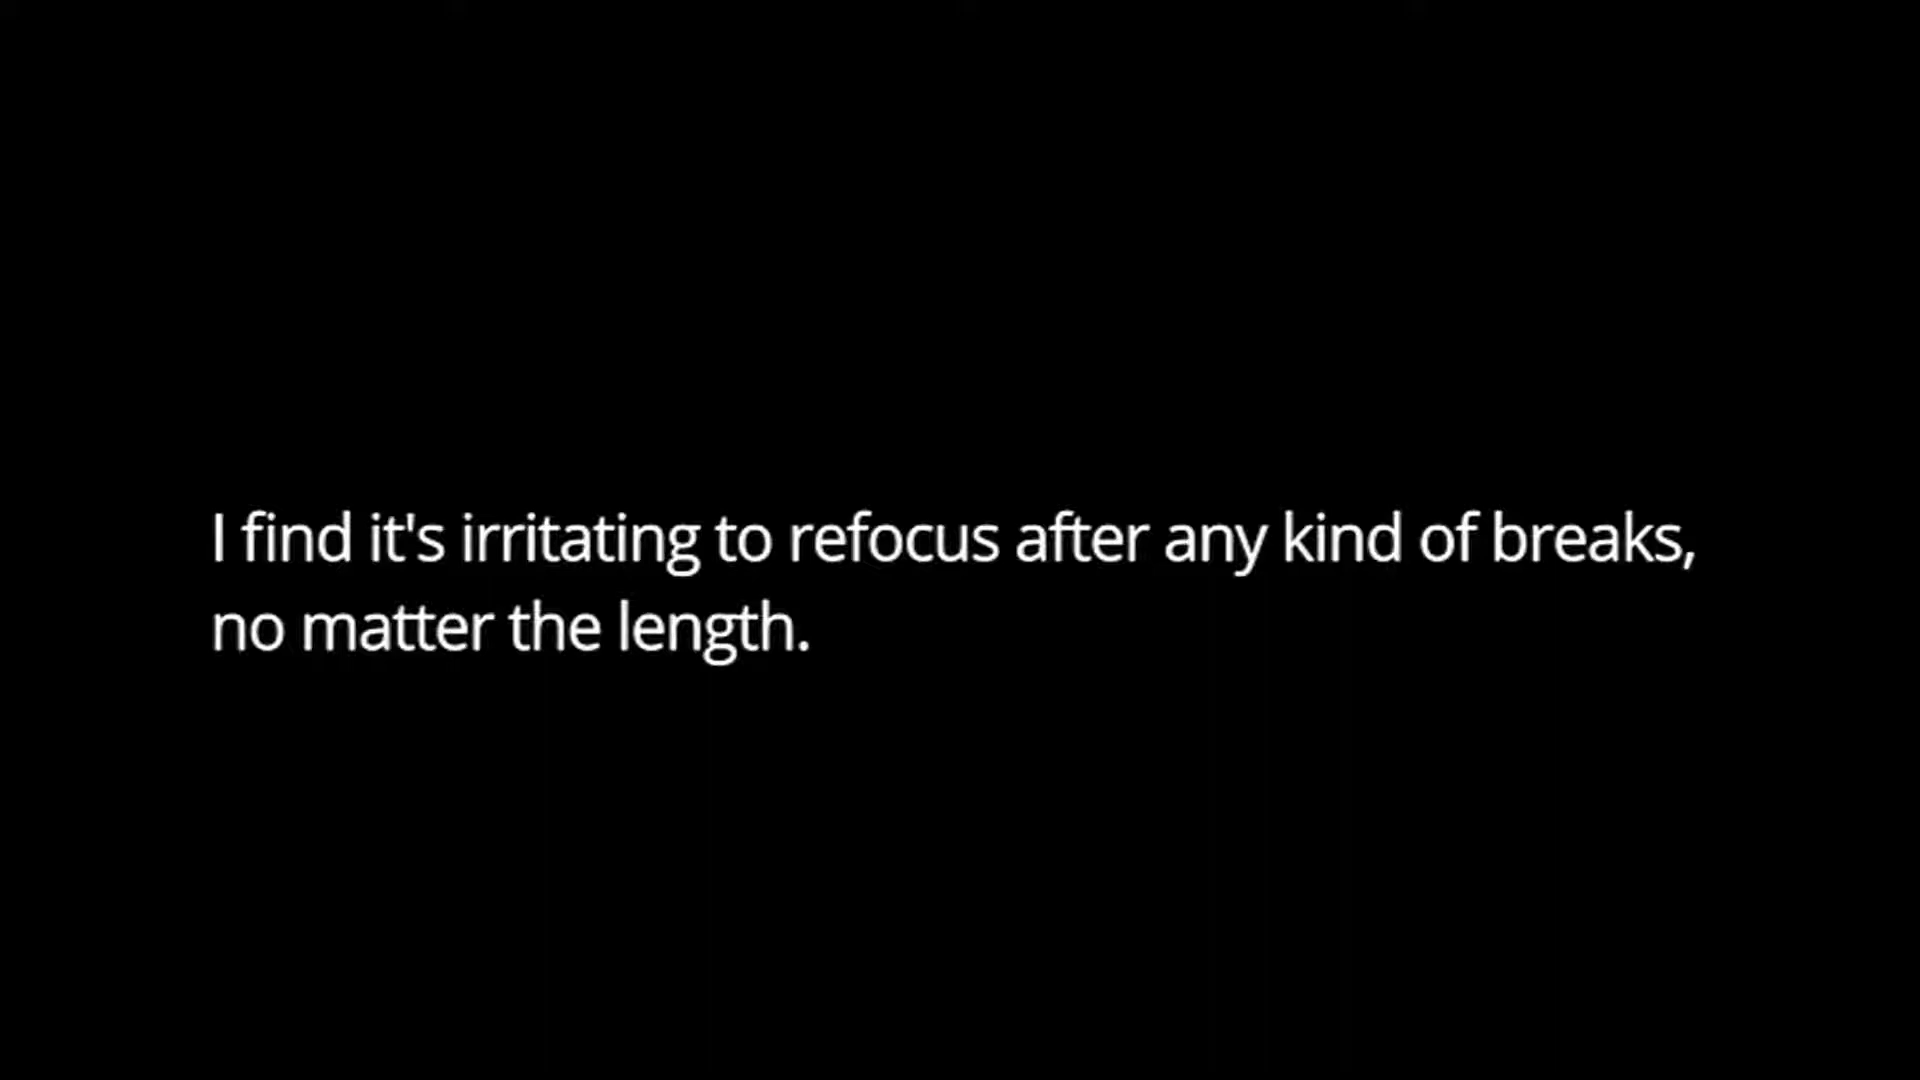 I find it's irritating to refocus after any kind of breaks,
no matter the length.